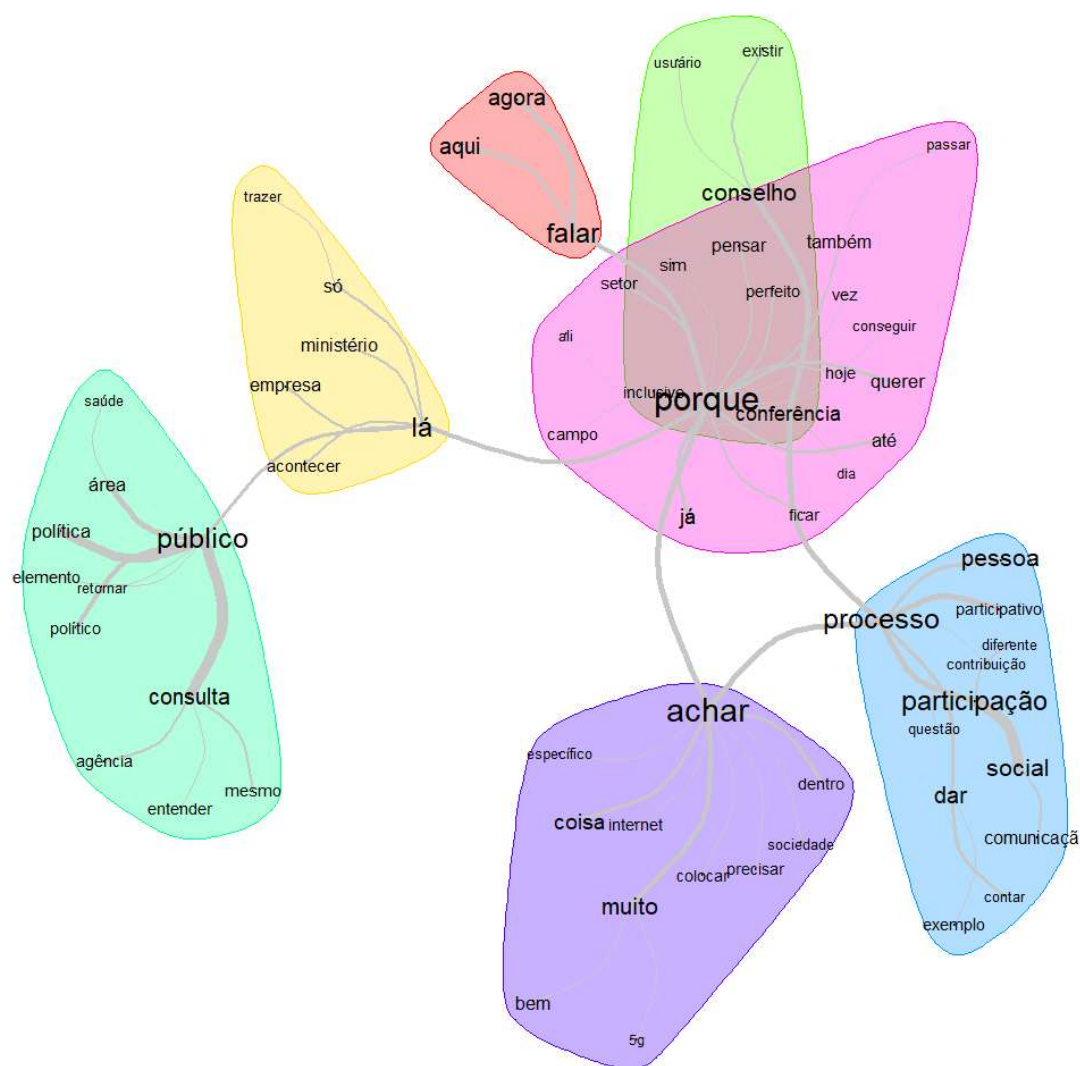 usuário
existir
agora
aqui
passar
trazer
conselho
falar
pensar
também
sim
setor
perfeito
só
vez
conseguir
ali
ministério
hoje
querer
empresa
inclusive
porque
saúde
conferência
lá
campo
até
acontecer
dia
área
já
ficar
política
público
pessoa
elemento
retornar
participativo
político
processo
diferente
contribuição
consulta
participação
achar
questão
específico
agência
social
dentro
mesmo
dar
entender
coisa
internet
comunicaçã
sociedade
precisar
colocar
contar
muito
exemplo
bem
5g